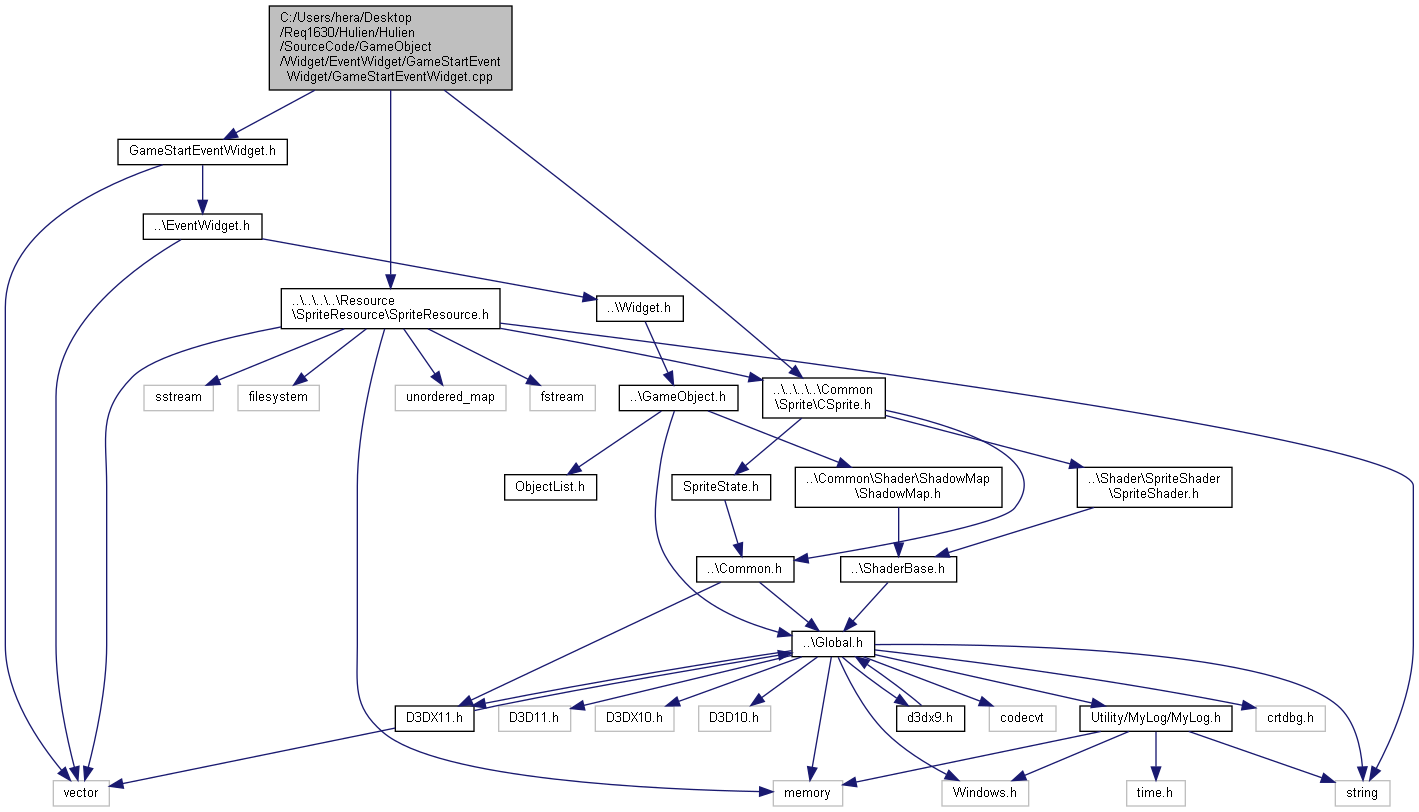 C:/Users/hera/Desktop
/Req1630/Hulien/Hulien
/SourceCode/GameObject
/Widget/EventWidget/GameStartEvent
Widget/GameStartEventWidget.cpp
GameStartEventWidget.h
..\EventWidget.h
..\..\..\..\Resource
\SpriteResource\SpriteResource.h
..\Widget.h
sstream
filesystem
unordered_map
fstream
..\GameObject.h
..\..\..\..\Common
\Sprite\CSprite.h
ObjectList.h
SpriteState.h
..\Common\Shader\ShadowMap
\ShadowMap.h
..\Shader\SpriteShader
\SpriteShader.h
..\Common.h
..\ShaderBase.h
..\Global.h
D3DX11.h
D3D11.h
D3DX10.h
D3D10.h
d3dx9.h
codecvt
Utility/MyLog/MyLog.h
crtdbg.h
vector
memory
Windows.h
time.h
string